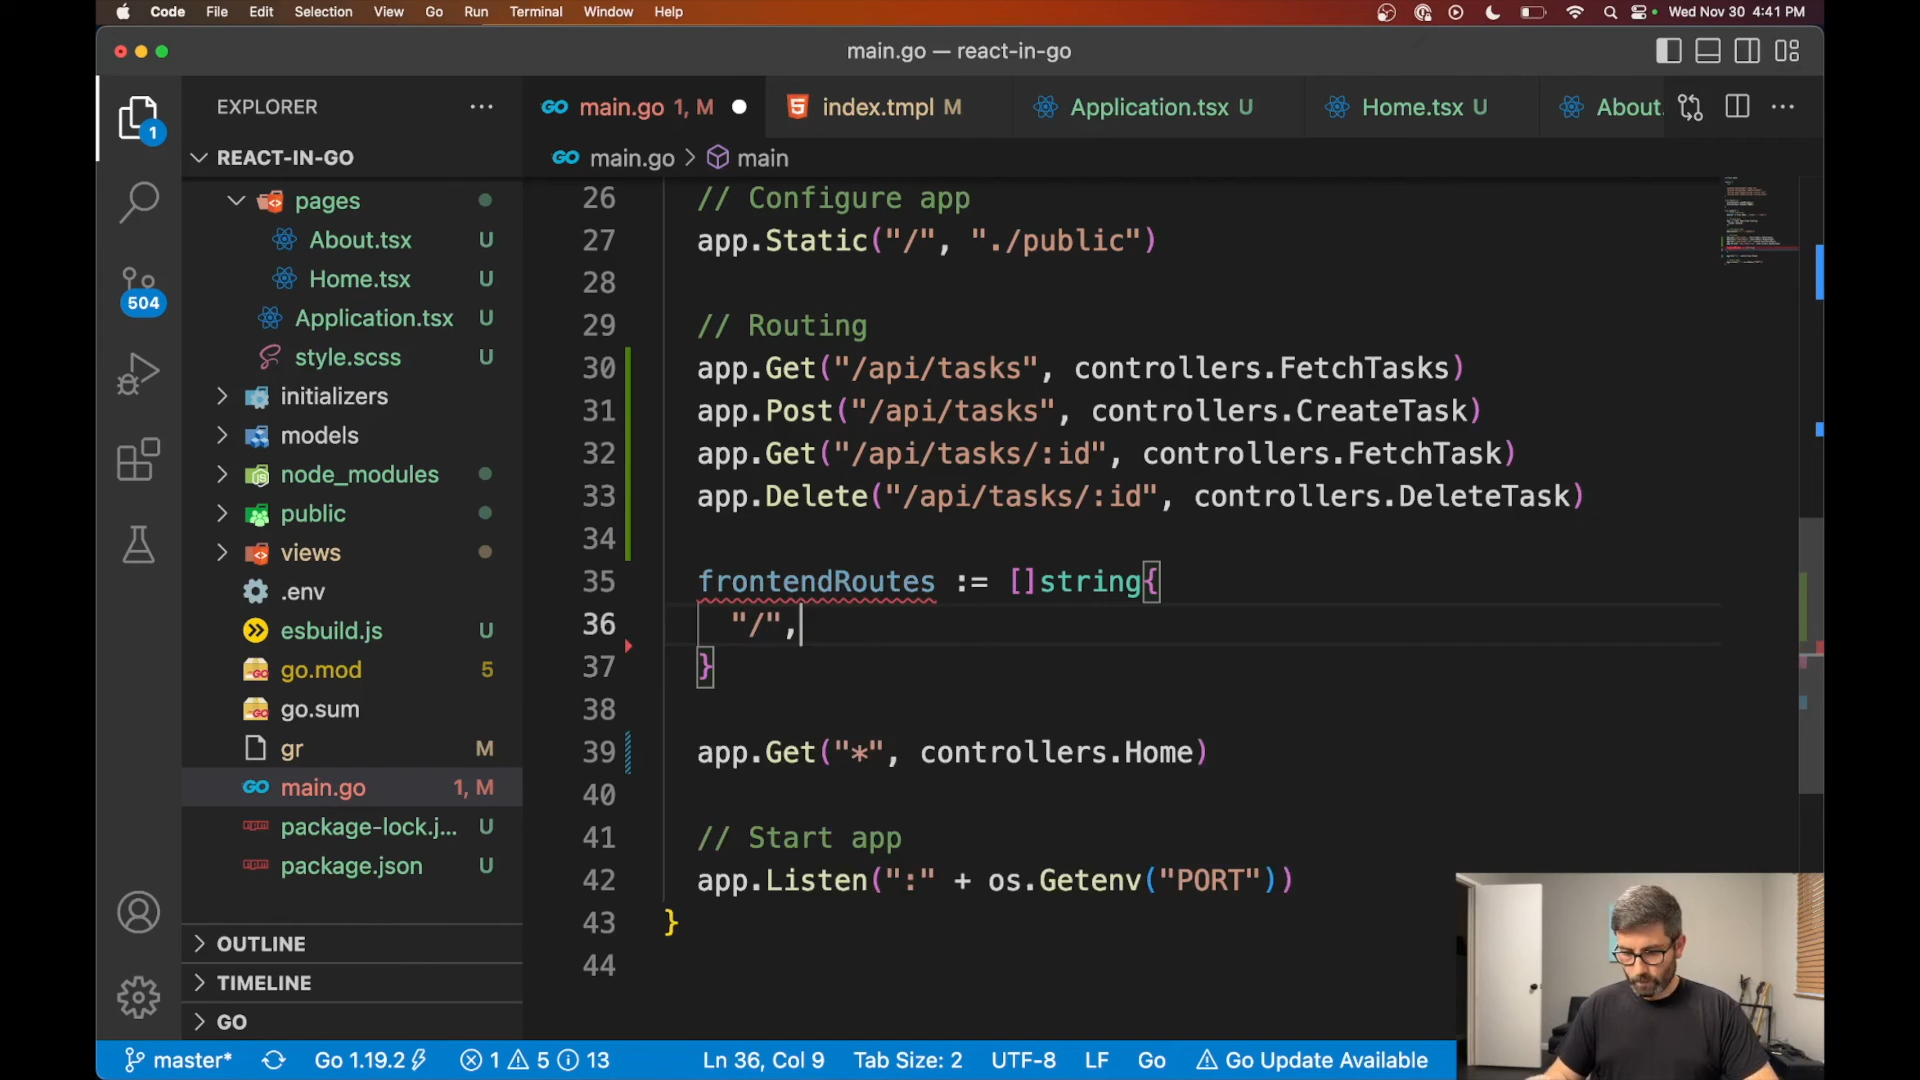 Code File Edit Selection View Go Run Terminal Window Help Wed Nov 30 4:41 PM
main.go — react-in-go
EXPLORER
main.go 1, M
index.tmpl M
Application.tsx U
Home.tsx U
About.
1
REACT-IN-GO
main.go > main
pages
About.tsx U
Home.tsx U
Application.tsx U
style.scss U
504
initializers
models
node_modules
public
views
.env
esbuild.js U
go.mod 5
go.sum
gr M
main.go 1, M
package-lock.j... U
package.json U
OUTLINE
TIMELINE
GO
26 // Configure app
27 app.Static("/", "./public")
28
29 // Routing
30 app.Get("/api/tasks", controllers.FetchTasks)
31 app.Post("/api/tasks", controllers.CreateTask)
32 app.Get("/api/tasks/:id", controllers.FetchTask)
33 app.Delete("/api/tasks/:id", controllers.DeleteTask)
34
35 frontendRoutes := []string{
36 "/",
37 }
38
39 app.Get("*", controllers.Home)
40
41 // Start app
42 app.Listen(":" + os.Getenv("PORT"))
43 }
44
master* Go 1.19.2 1 5 13 Ln 36, Col 9 Tab Size: 2 UTF-8 LF Go Go Update Available